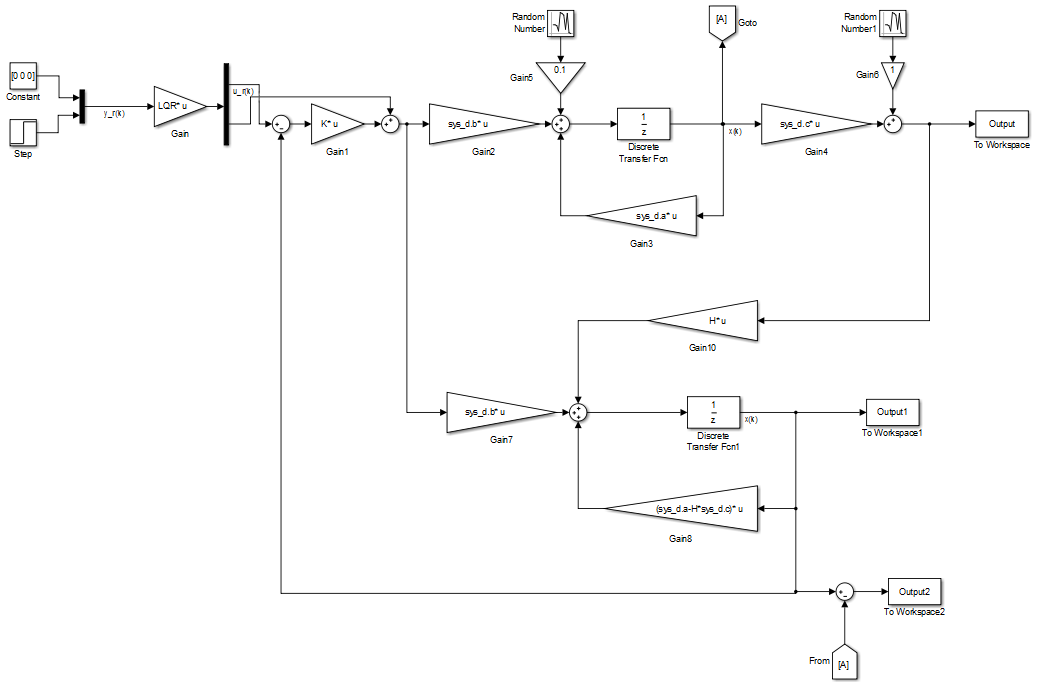 Random
Number
[A]
Goto
Random
Number1
[0 0 0]
Constant
Step
y_r(k)
LQR* u
Gain
u_r(k)
K* u
Gain1
sys_d.b* u
Gain2
Gain5
0.1
1
z
Discrete
Transfer Fcn
x(k)
sys_d.c* u
Gain4
Gain6
1
Output
To Workspace
sys_d.a* u
Gain3
H* u
Gain10
sys_d.b* u
Gain7
1
z
Discrete
Transfer Fcn1
x(k)
Output1
To Workspace1
(sys_d.a-H*sys_d.c)* u
Gain8
Output2
To Workspace2
From
[A]